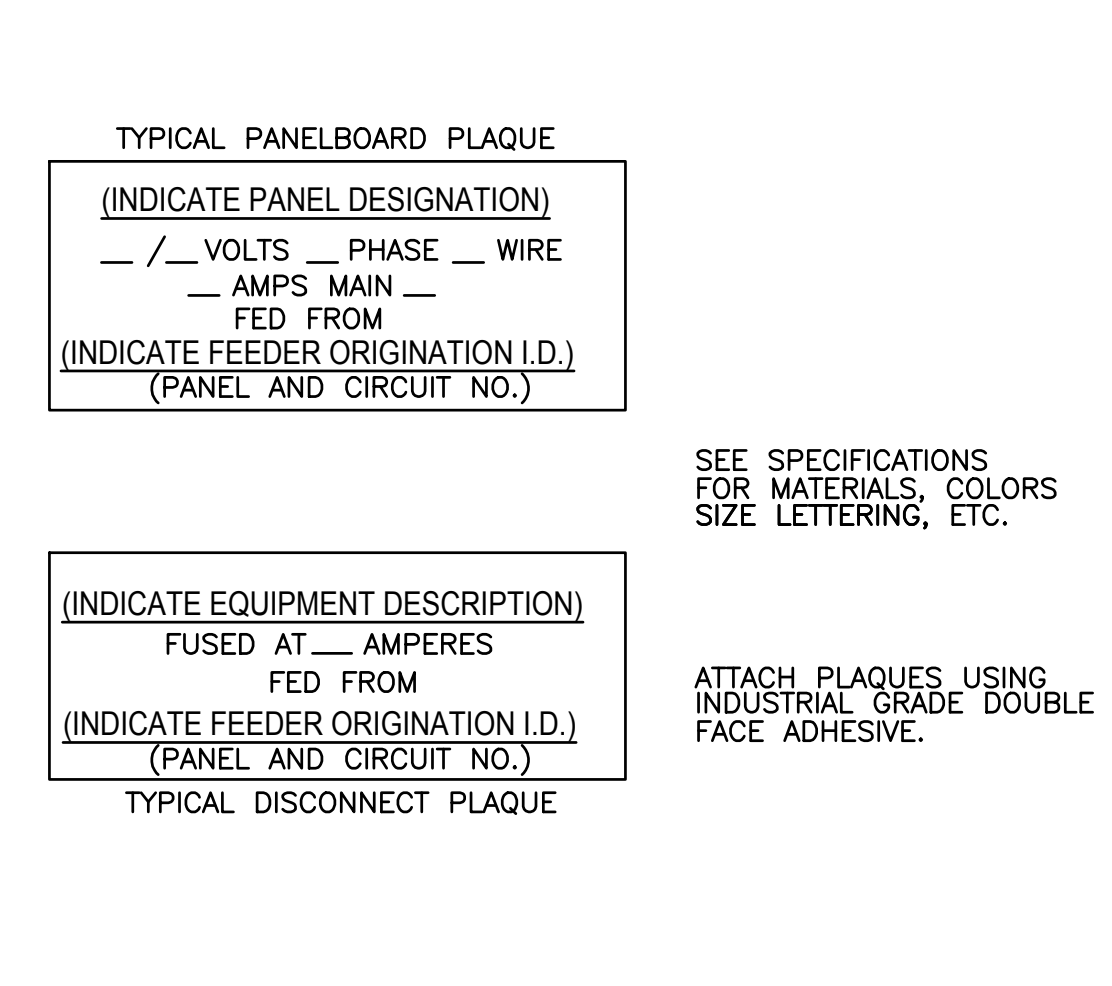 TYPICAL PANELBOARD PLAQUE
(INDICATE PANEL DESIGNATION)
__ /__ VOLTS __ PHASE __ WIRE
__ AMPS MAIN __
FED FROM
(INDICATE FEEDER ORIGINATION I.D.)
(PANEL AND CIRCUIT NO.)
SEE SPECIFICATIONS
FOR MATERIALS, COLORS
SIZE LETTERING, ETC.
(INDICATE EQUIPMENT DESCRIPTION)
FUSED AT __ AMPERES
FED FROM
(INDICATE FEEDER ORIGINATION I.D.)
(PANEL AND CIRCUIT NO.)
TYPICAL DISCONNECT PLAQUE
ATTACH PLAQUES USING
INDUSTRIAL GRADE DOUBLE
FACE ADHESIVE.